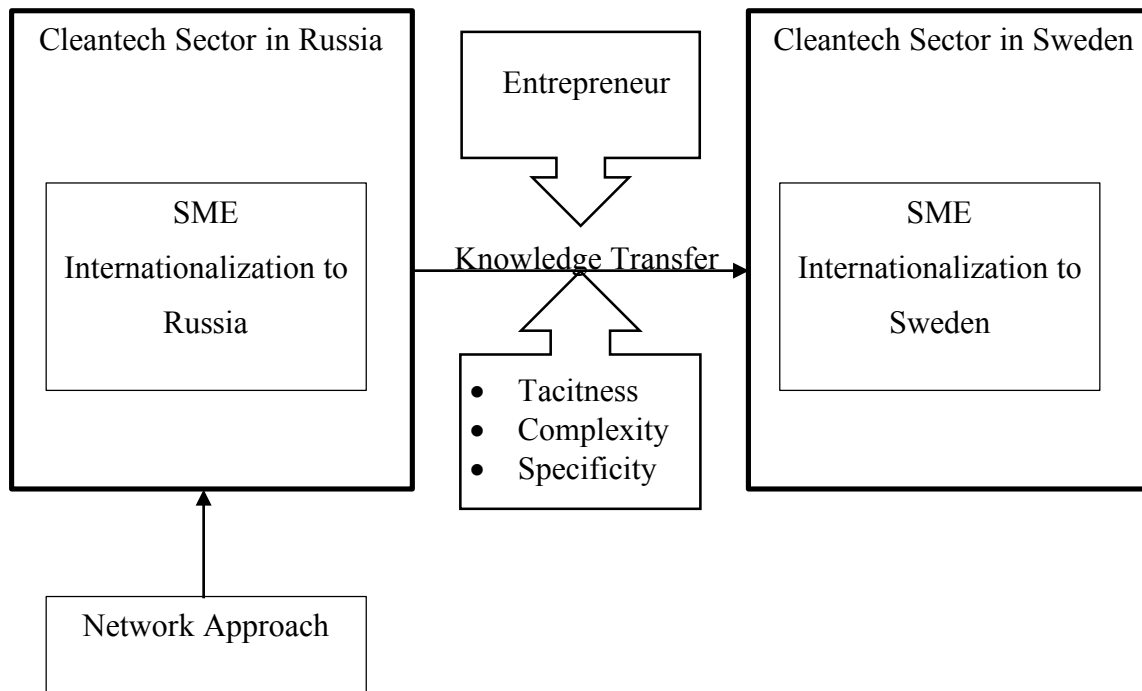 Cleantech Sector in Russia
SME
Internationalization to
Russia
Entrepreneur
Knowledge Transfer
• Tacitness
• Complexity
• Specificity
Cleantech Sector in Sweden
SME
Internationalization to
Sweden
Network Approach